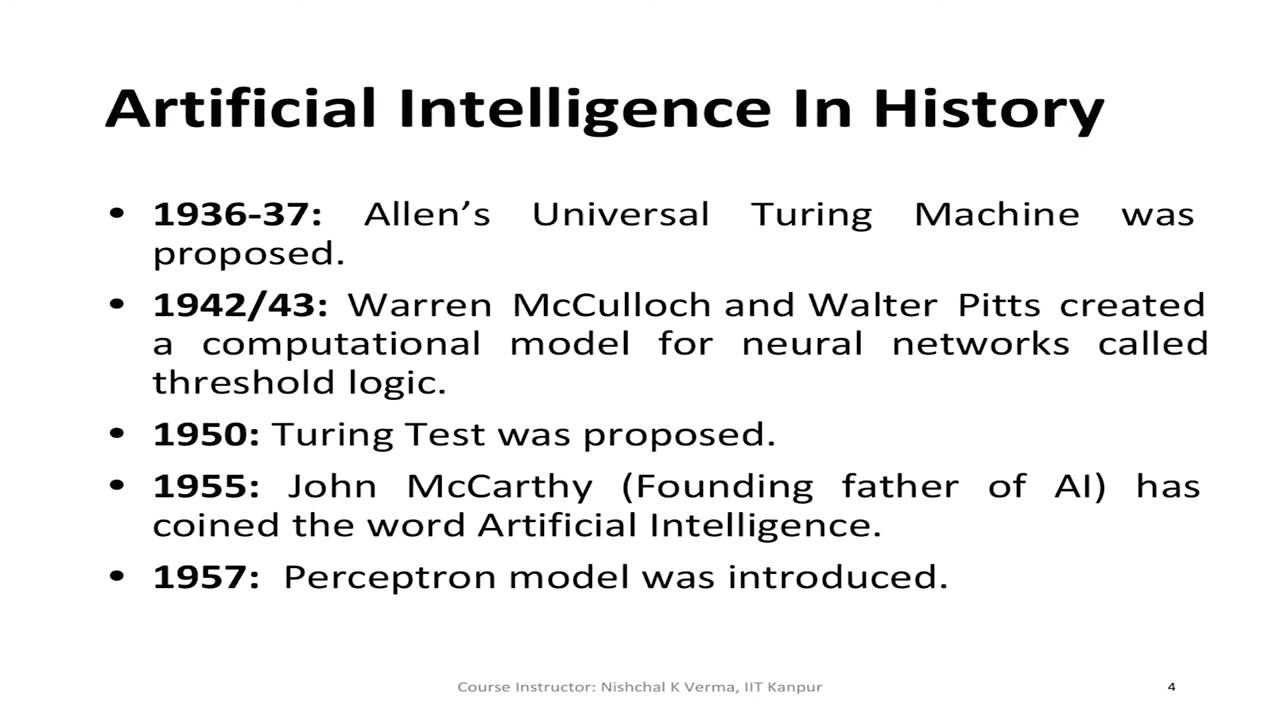 Artificial Intelligence In History
• 1936-37: Allen’s Universal Turing Machine was
proposed.
• 1942/43: Warren McCulloch and Walter Pitts created
a computational model for neural networks called
threshold logic.
• 1950: Turing Test was proposed.
• 1955: John McCarthy (Founding father of AI) has
coined the word Artificial Intelligence.
• 1957: Perceptron model was introduced.
Course Instructor: Nishchal K Verma, IIT Kanpur
4